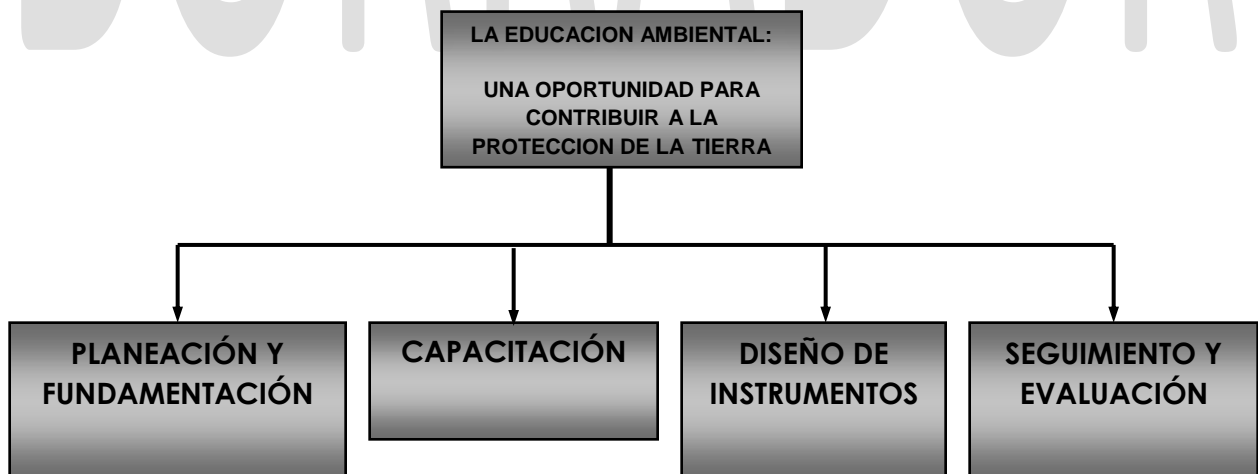 LA EDUCACION AMBIENTAL:
UNA OPORTUNIDAD PARA
CONTRIBUIR A LA
PROTECCION DE LA TIERRA
PLANEACIÓN Y
FUNDAMENTACIÓN
CAPACITACIÓN
DISEÑO DE
INSTRUMENTOS
SEGUIMIENTO Y
EVALUACIÓN